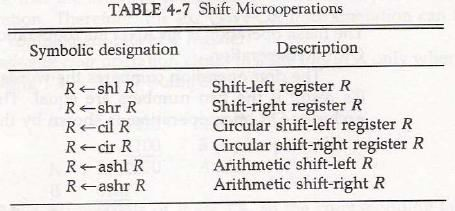 TABLE 4-7 Shift Microoperations
Symbolic designation Description
R ← shl R Shift-left register R
R ← shr R Shift-right register R
R ← cil R Circular shift-left register R
R ← cir R Circular shift-right register R
R ← ashl R Arithmetic shift-left R
R ← ashr R Arithmetic shift-right R